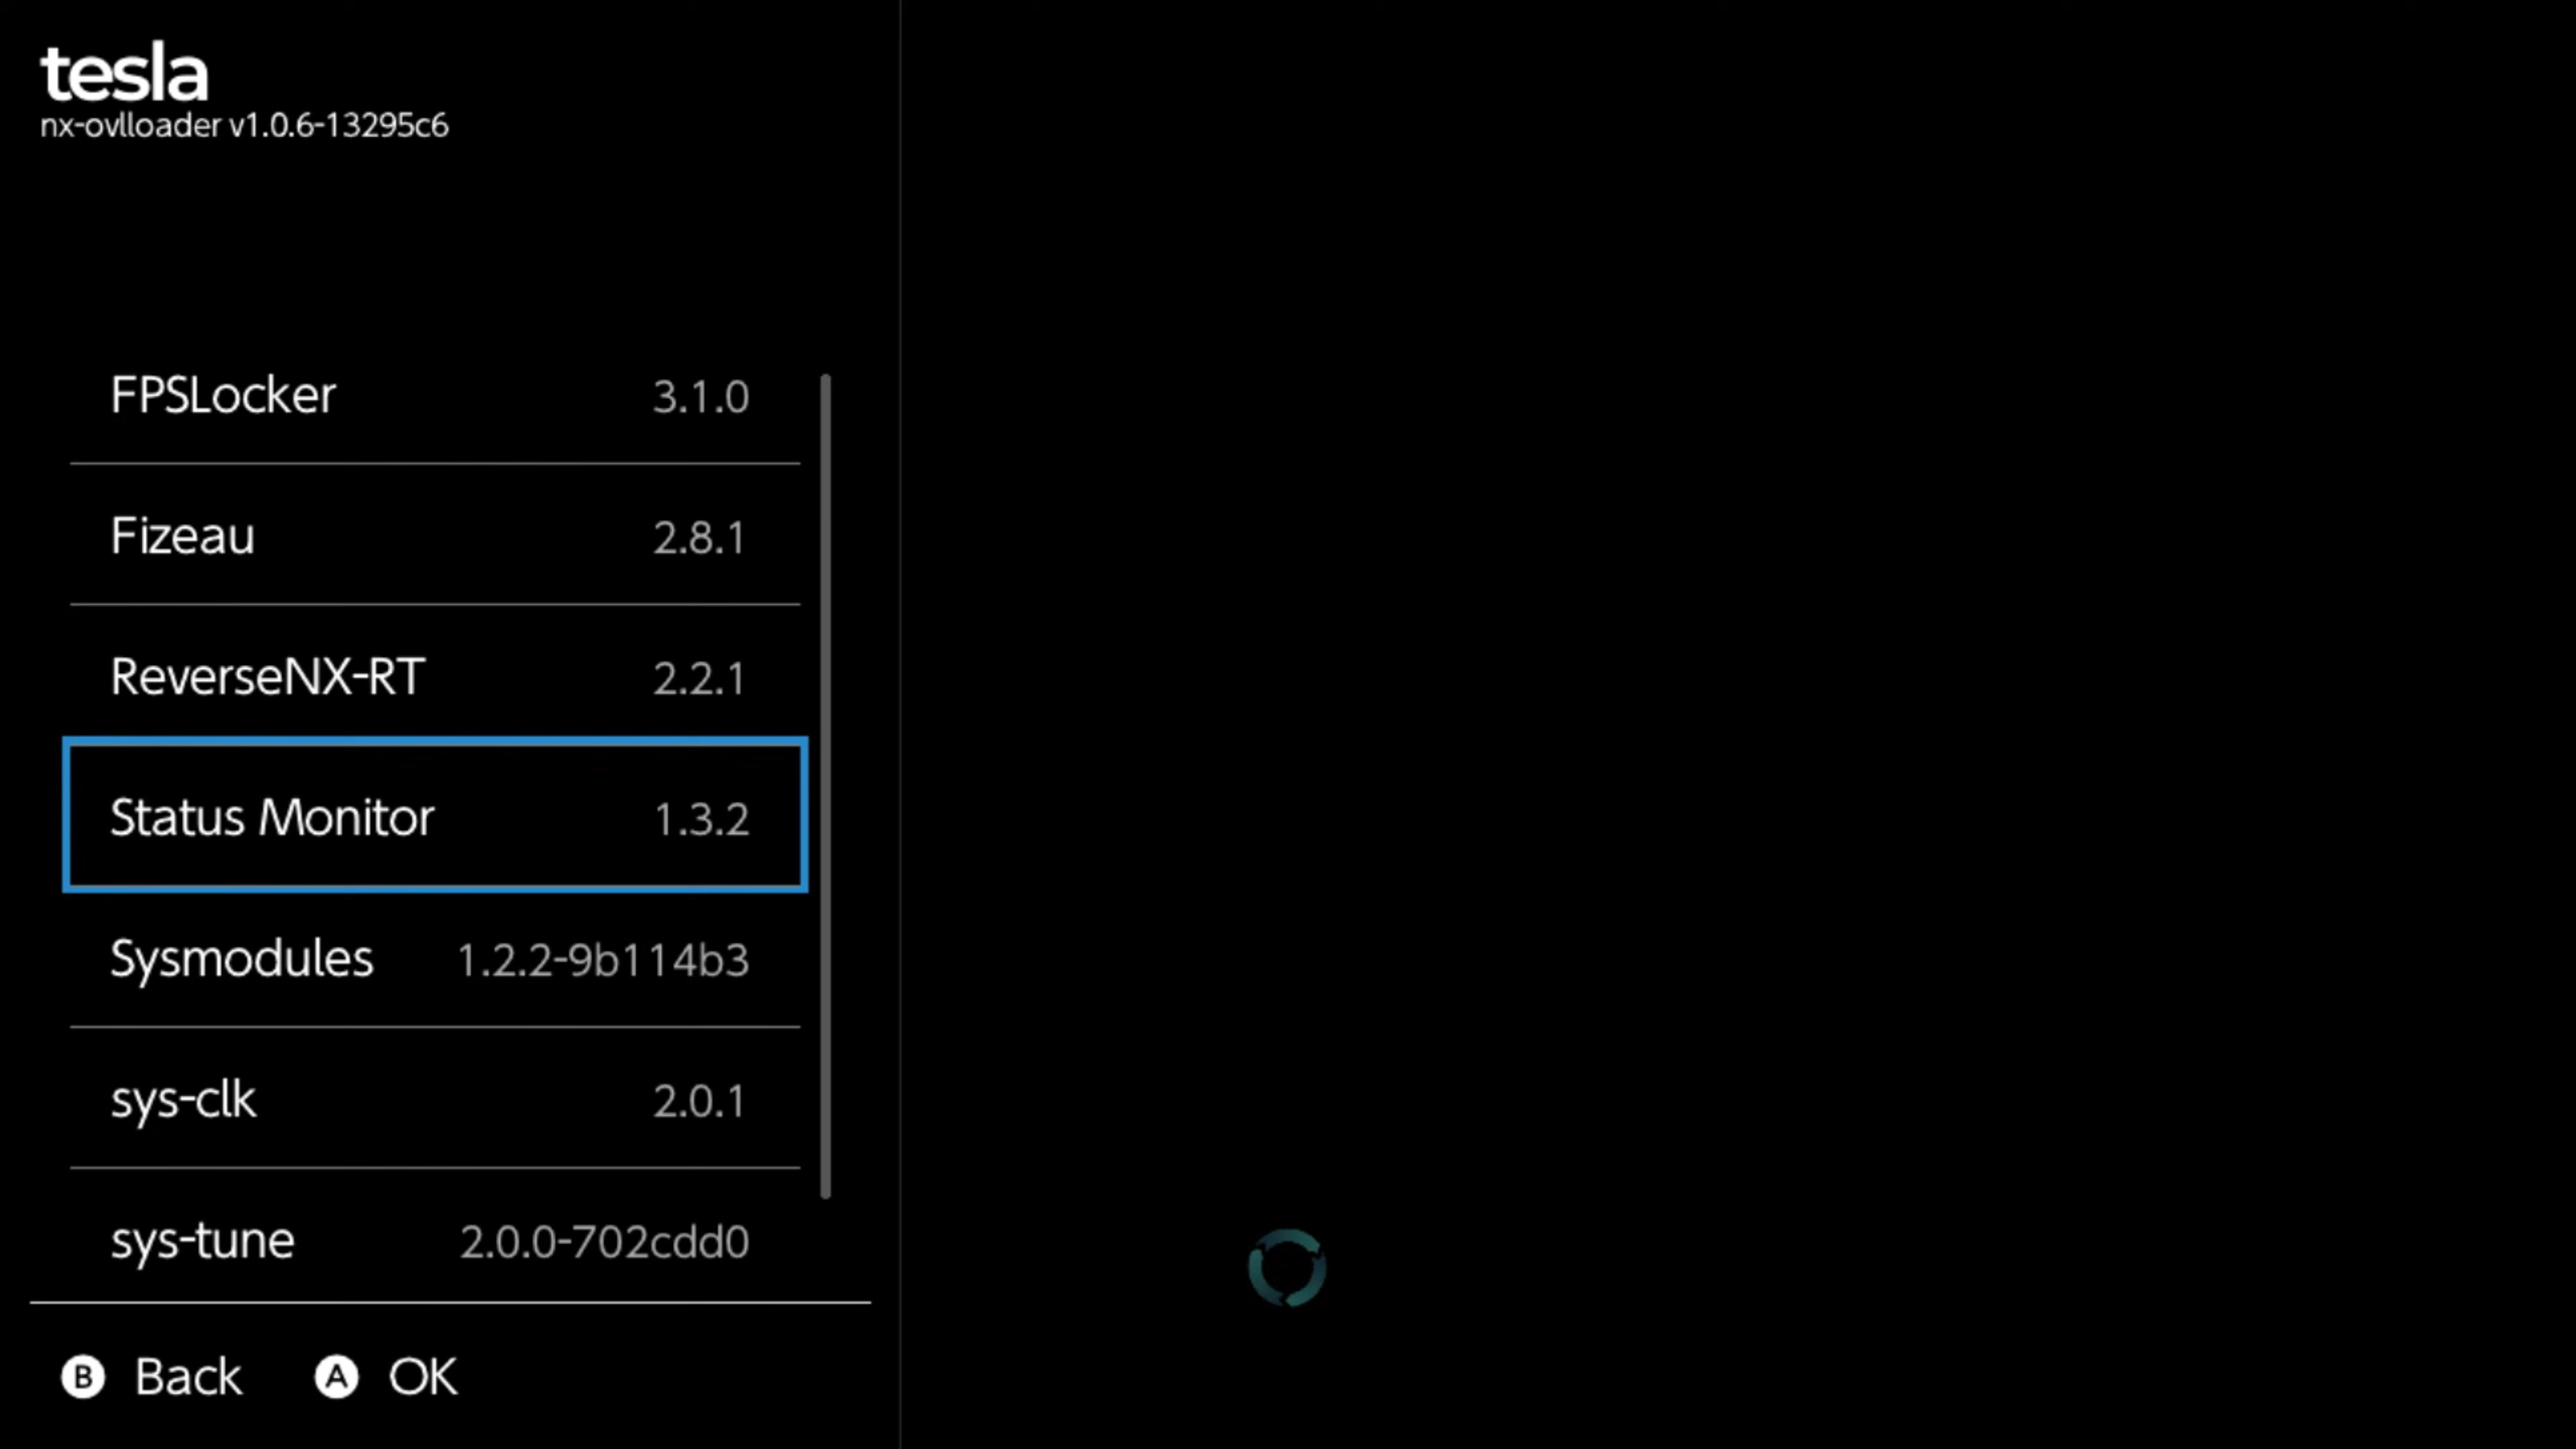 tesla
nx-ovlloader v1.0.6-13295c6
FPSLocker 3.1.0
Fizeau 2.8.1
ReverseNX-RT 2.2.1
Status Monitor 1.3.2
Sysmodules 1.2.2-9b114b3
sys-clk 2.0.1
sys-tune 2.0.0-702cdd0
B Back A OK